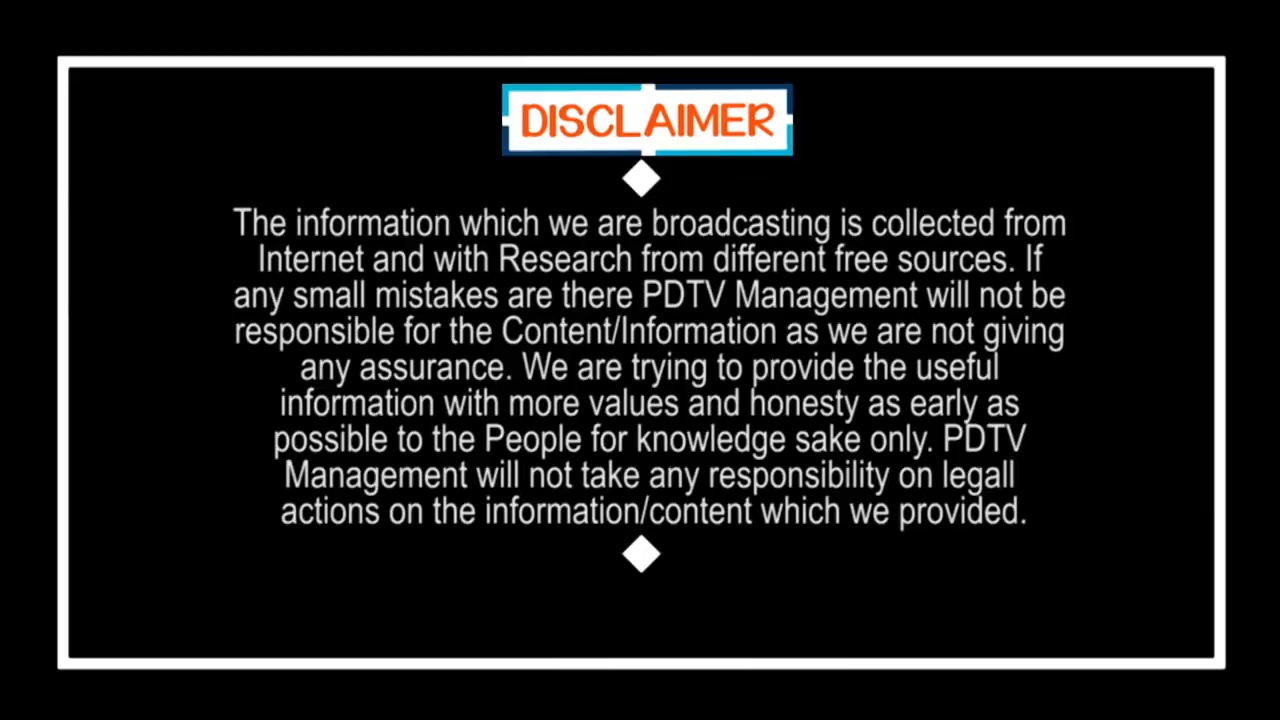 DISCLAIMER
The information which we are broadcasting is collected from
Internet and with Research from different free sources. If
any small mistakes are there PDTV Management will not be
responsible for the Content/Information as we are not giving
any assurance. We are trying to provide the useful
information with more values and honesty as early as
possible to the People for knowledge sake only. PDTV
Management will not take any responsibility on legall
actions on the information/content which we provided.